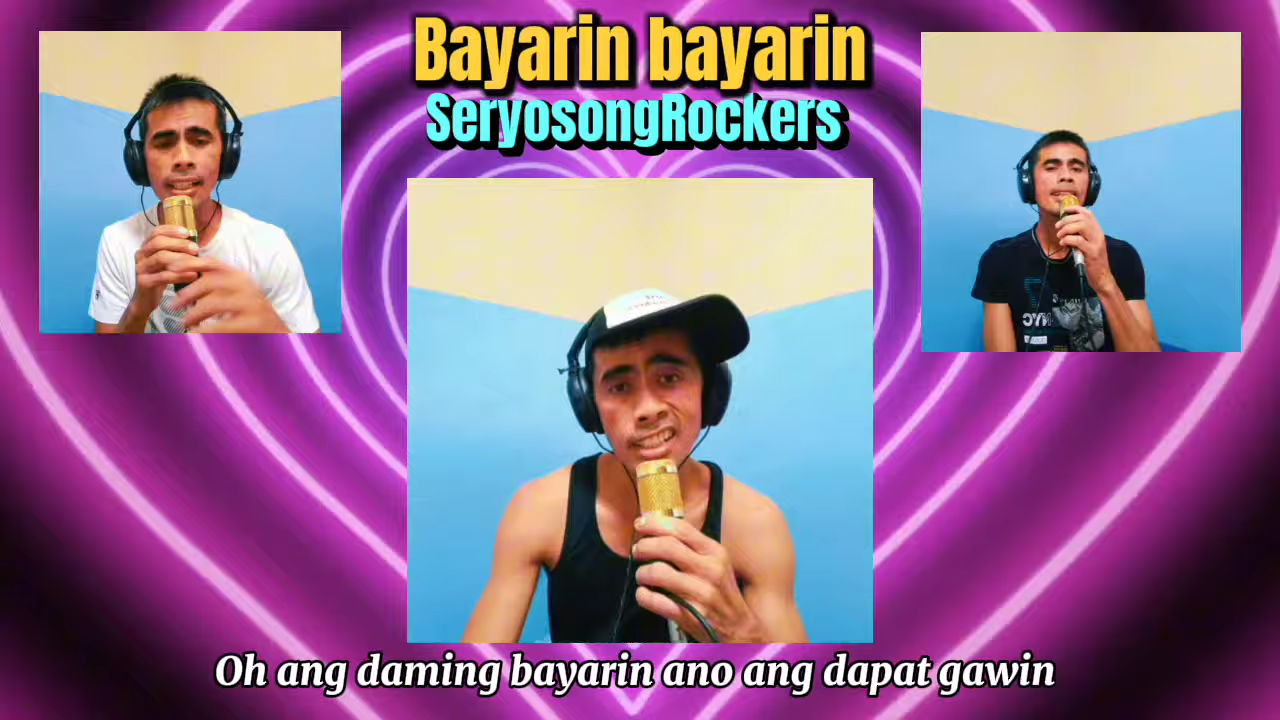 Bayarin bayarin
SeryosongRockers
Oh ang daming bayarin ano ang dapat gawin